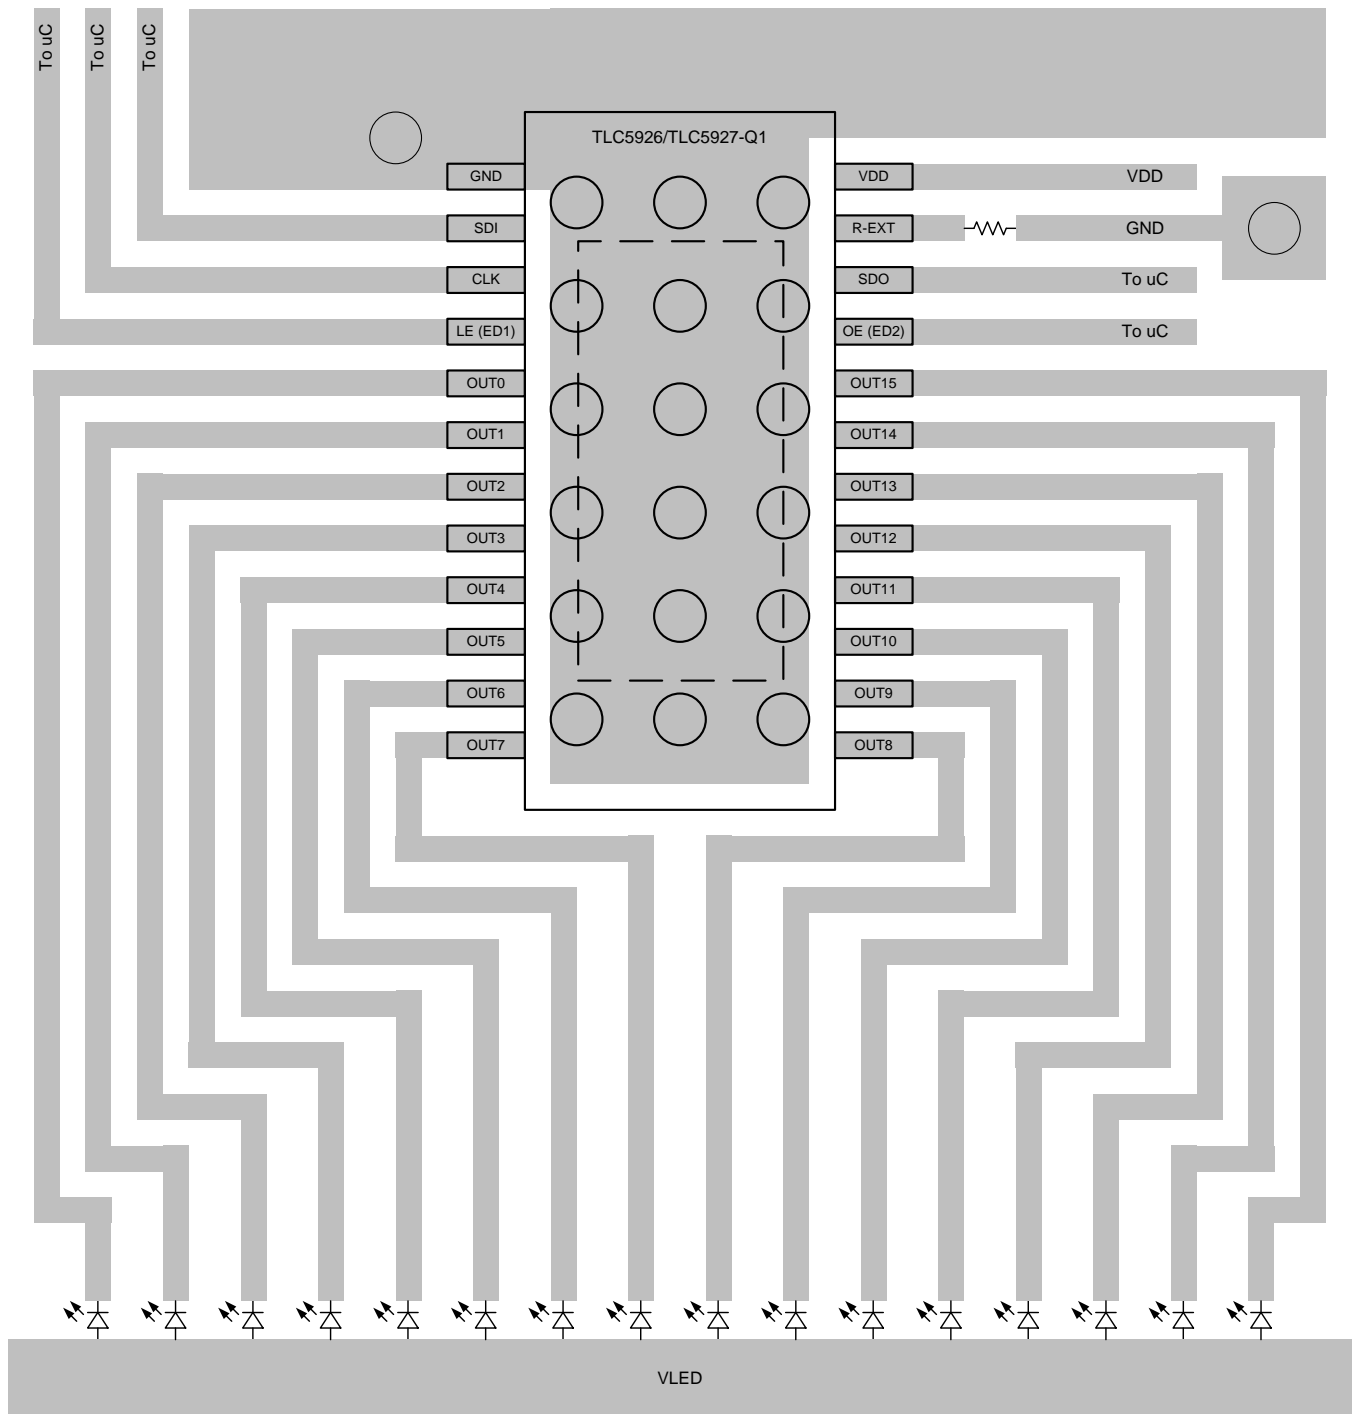 To uC
To uC
To uC
TLC5926/TLC5927-Q1
GND
VDD
VDD
SDI
R-EXT
GND
CLK
SDO
To uC
LE (ED1)
OE (ED2)
To uC
OUT0
OUT15
OUT1
OUT14
OUT2
OUT13
OUT3
OUT12
OUT4
OUT11
OUT5
OUT10
OUT6
OUT9
OUT7
OUT8
VLED